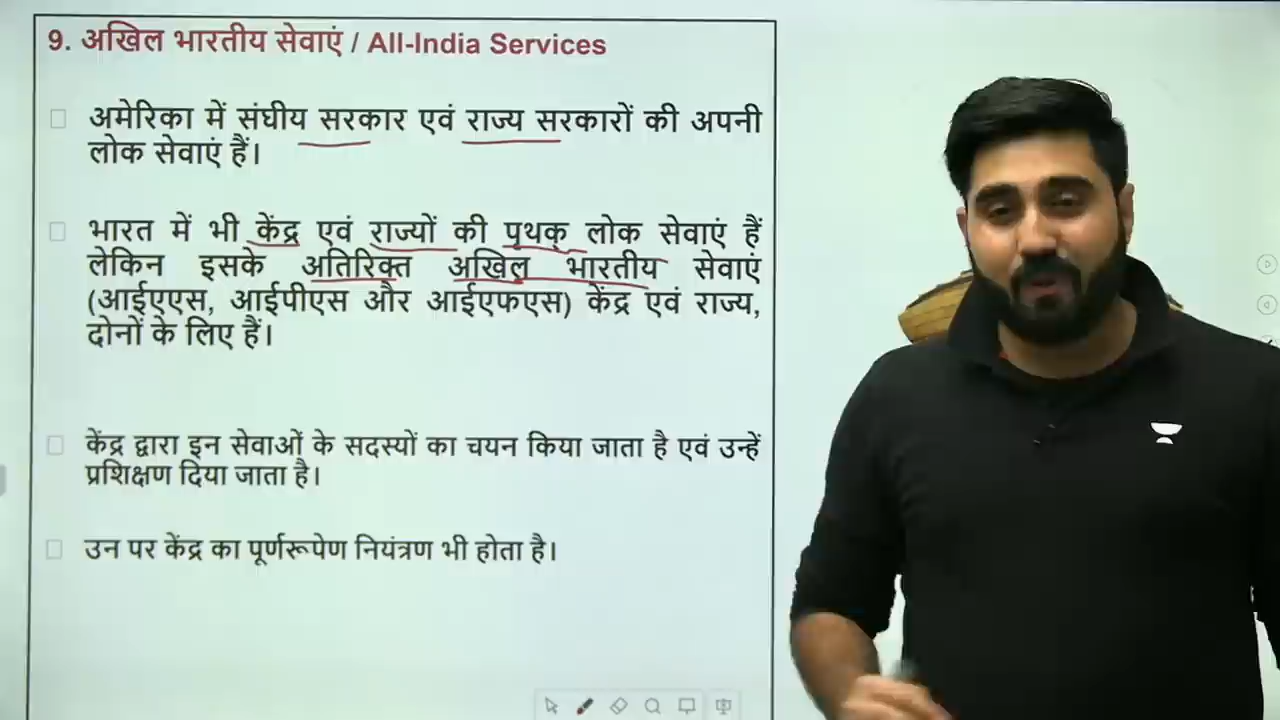 9. अखिल भारतीय सेवाएं / All-India Services
अमेरिका में संघीय सरकार एवं राज्य सरकारों की अपनी
लोक सेवाएं हैं।
भारत में भी केंद्र एवं राज्यों की पृथक् लोक सेवाएं हैं
लेकिन इसके अतिरिक्त अखिल भारतीय सेवाएं
(आईएएस, आईपीएस और आईएफएस) केंद्र एवं राज्य,
दोनों के लिए हैं।
केंद्र द्वारा इन सेवाओं के सदस्यों का चयन किया जाता है एवं उन्हें
प्रशिक्षण दिया जाता है।
उन पर केंद्र का पूर्णरूपेण नियंत्रण भी होता है।